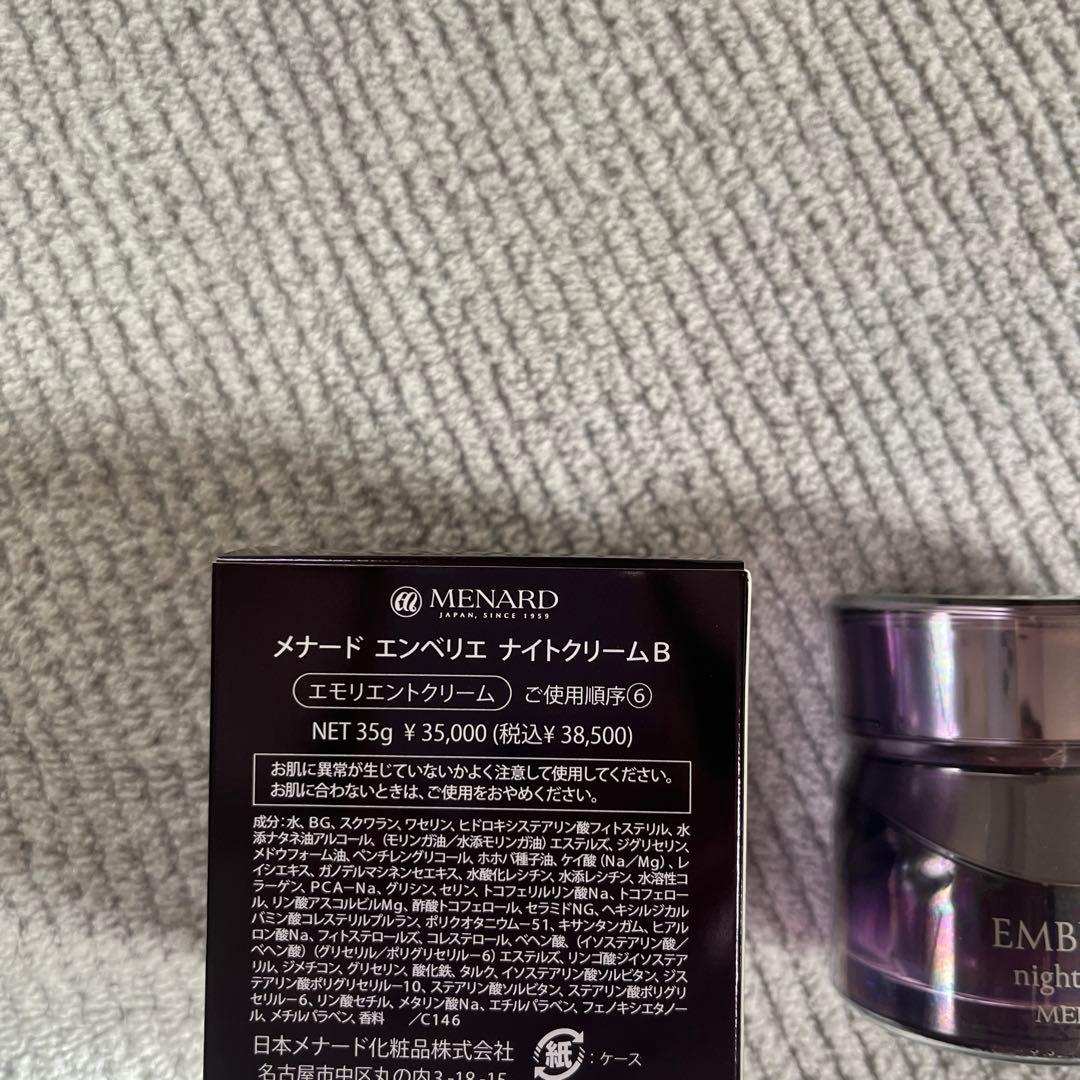 MENARD
JAPAN, SINCE 1959
メナード エンベリエ ナイトクリームB
エモリエントクリーム ご使用順序⑥
NET 35g ¥35,000 (税込¥ 38,500)
お肌に異常が生じていないかよく注意して使用してください。
お肌に合わないときは、ご使用をおやめください。
成分：水、BG、スクワラン、ワセリン、ヒドロキシステアリン酸フィトステリル、水
添ナタネ油アルコール、（モリンガ油／水添モリンガ油）エステルズ、ジグリセリン、
メドウフォーム油、ペンチレングリコール、ホホバ種子油、ケイ酸（Na／Mg）、レ
イシエキス、ガノデルマシネンセエキス、水酸化レシチン、水添レシチン、水溶性コ
ラーゲン、PCA－Na、グリシン、セリン、トコフェリルリン酸Na、トコフェロー
ル、リン酸アスコルビルMg、酢酸トコフェロール、セラミドNG、ヘキシルジカル
バミン酸コレステリルプルラン、ポリクオタニウム－51、キサンタンガム、ヒアル
ロン酸Na、フィトステロールズ、コレステロール、ベヘン酸、（イソステアリン酸／
ベヘン酸）（グリセリル／ポリグリセリル－6）エステルズ、リンゴ酸ジイソステア
リル、ジメチコン、グリセリン、酸化鉄、タルク、イソステアリン酸ソルビタン、ジス
テアリン酸ポリグリセリル－10、ステアリン酸ソルビタン、ステアリン酸ポリグリ
セリル－6、リン酸セチル、メタリン酸Na、エチルパラベン、フェノキシエタノー
ル、メチルパラベン、香料 ／C146
日本メナード化粧品株式会社
紙：ケース
名古屋市中区丸の内3-18-15
EMB
night
MEN